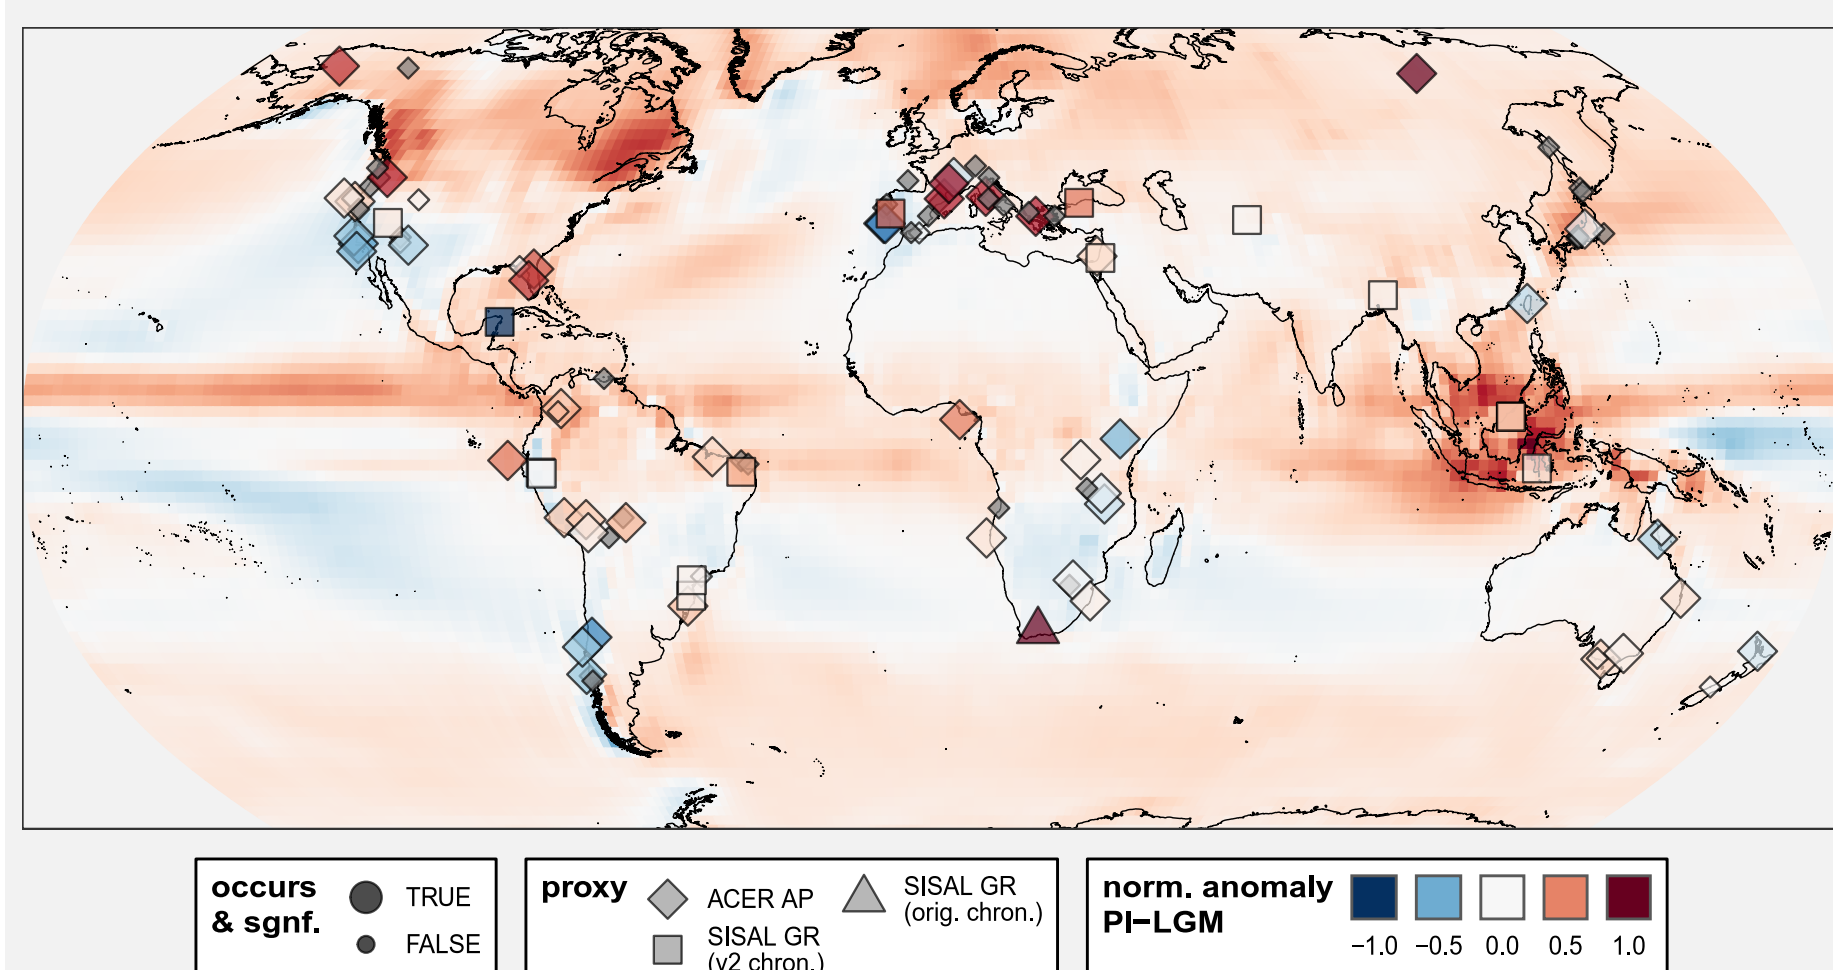 occurs
& sgnf.
TRUE
FALSE
proxy
ACER AP
SISAL GR
(v2 chron.)
SISAL GR
(orig. chron.)
norm. anomaly
PI−LGM
−1.0 −0.5 0.0 0.5 1.0